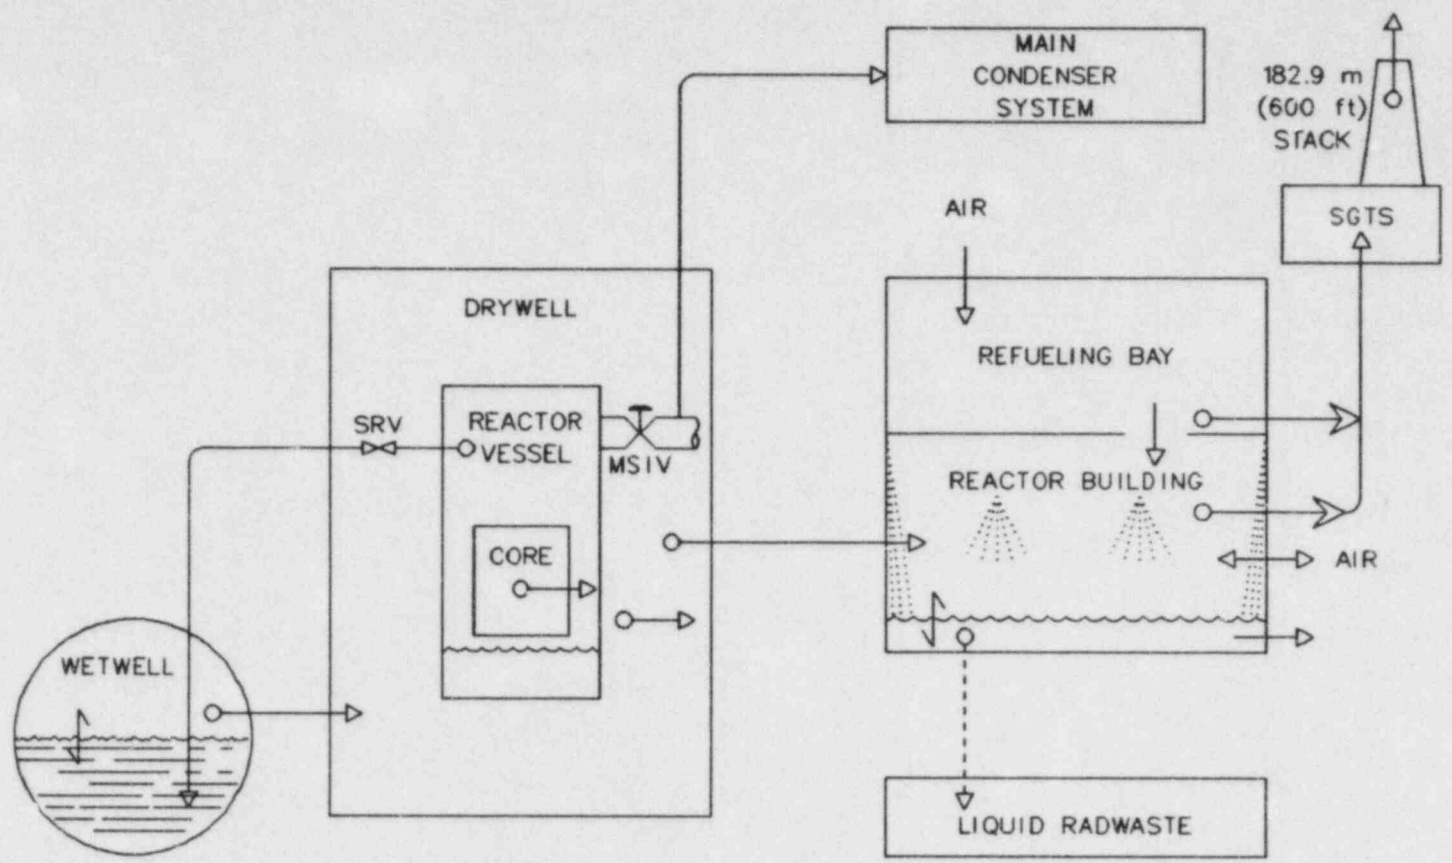 MAIN
CONDENSER
SYSTEM
182.9 m
(600 ft)
STACK
SGTS
AIR
DRYWELL
REFUELING BAY
SRV
REACTOR
VESSEL
MSIV
REACTOR BUILDING
CORE
AIR
WETWELL
LIQUID RADWASTE